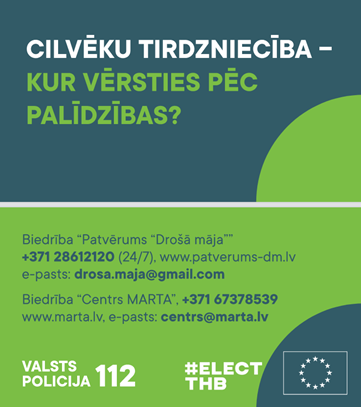 CILVĒKU TIRDZNIECĪBA –
KUR VĒRSTIES PĒC
PALĪDZĪBAS?
Biedrība “Patvērums “Drošā māja””
+371 28612120 (24/7), www.patverums-dm.lv
e-pasts: drosa.maja@gmail.com
Biedrība “Centrs MARTA”, +371 67378539
www.marta.lv, e-pasts: centrs@marta.lv
VALSTS
POLICIJA 112
#ELECT
THB